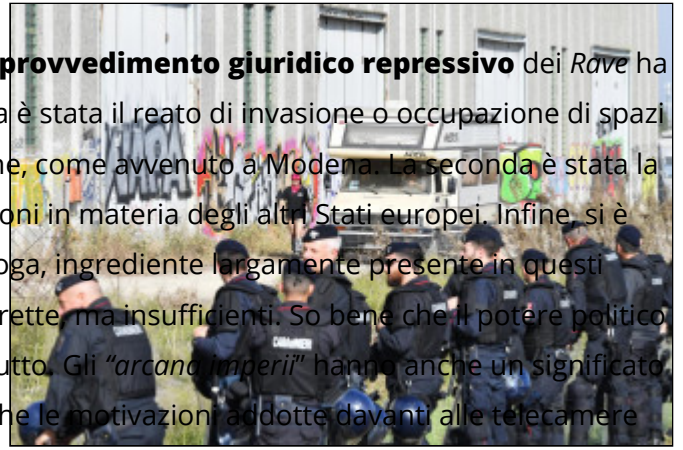 provvedimento giuridico repressivo dei Rave ha
a è stata il reato di invasione o occupazione di spazi
ne, come avvenuto a Modena. La seconda è stata la
oni in materia degli altri Stati europei. Infine, si è
oga, ingrediente largamente presente in questi
rette, ma insufficienti. So bene che il potere politico
utto. Gli “arcana imperii” hanno anche un significato
he le motivazioni addotte davanti alle telecamere
CARABINIERI